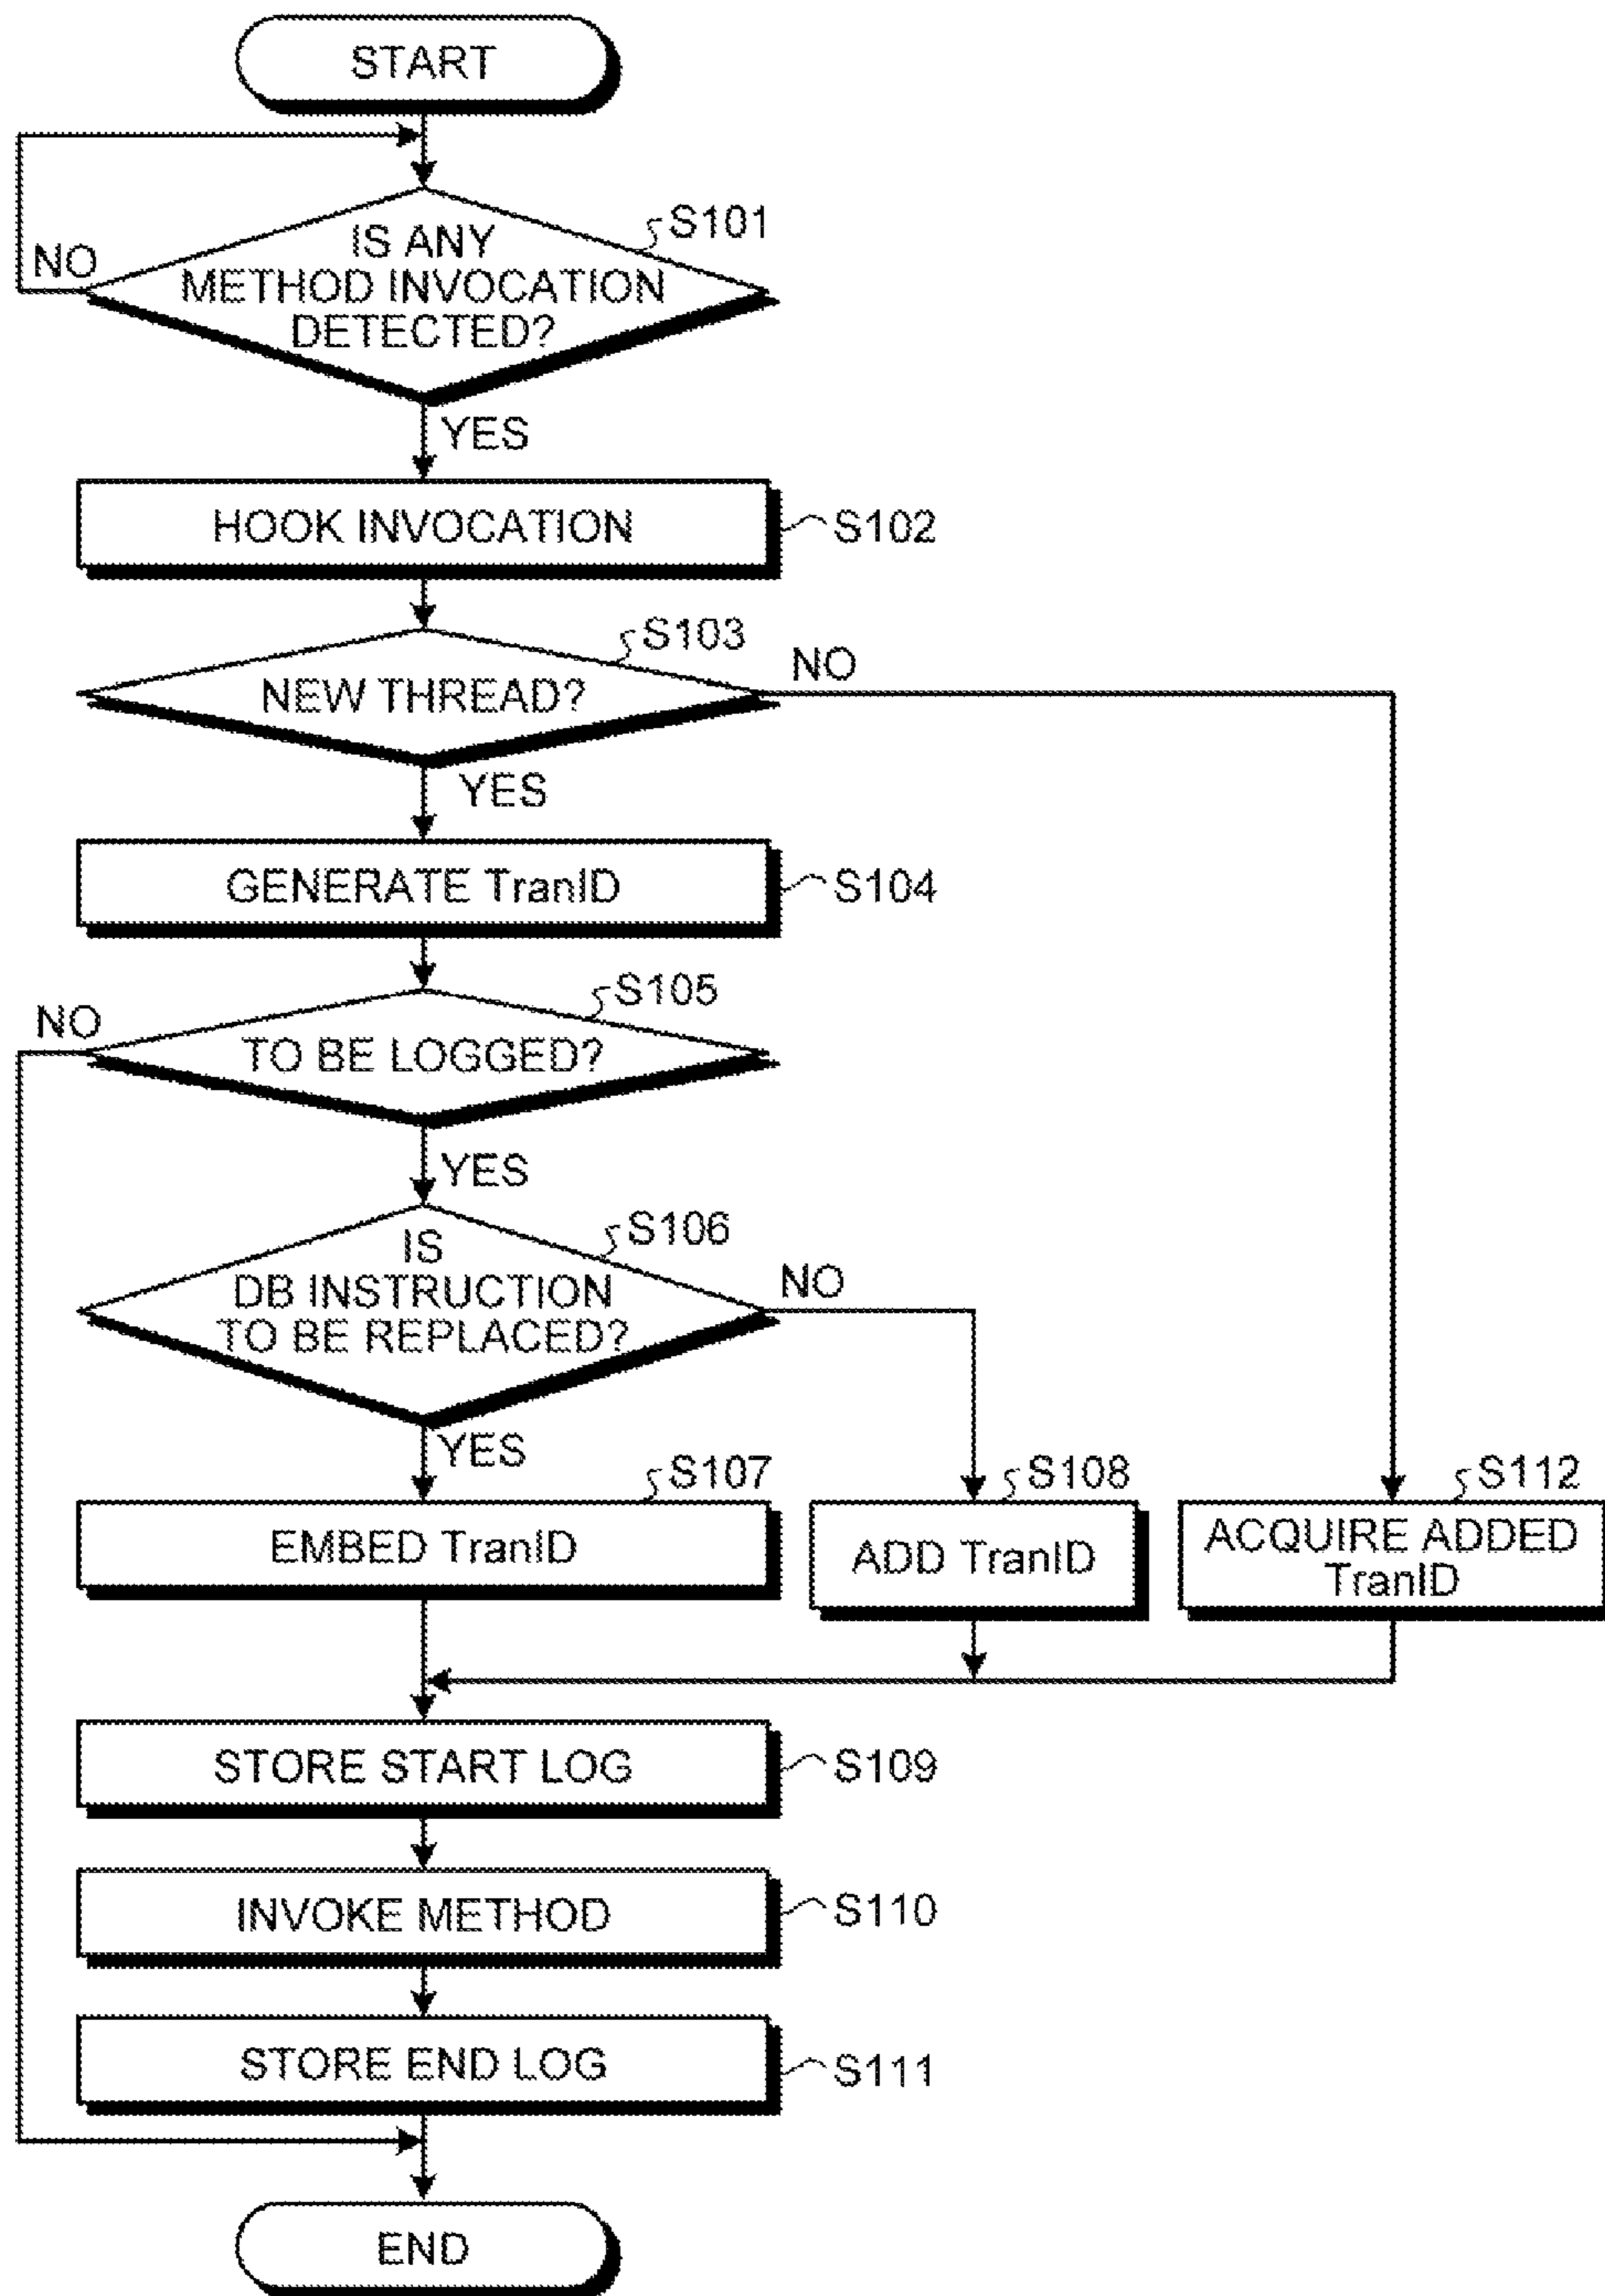 START
S101
IS ANY
METHOD INVOCATION
DETECTED?
NO
YES
HOOK INVOCATION
S102
S103
NEW THREAD?
NO
YES
GENERATE TranID
S104
S105
TO BE LOGGED?
NO
YES
S106
IS
DB INSTRUCTION
TO BE REPLACED?
NO
YES
S107
EMBED TranID
S108
ADD TranID
S112
ACQUIRE ADDED
TranID
STORE START LOG
S109
INVOKE METHOD
S110
STORE END LOG
S111
END